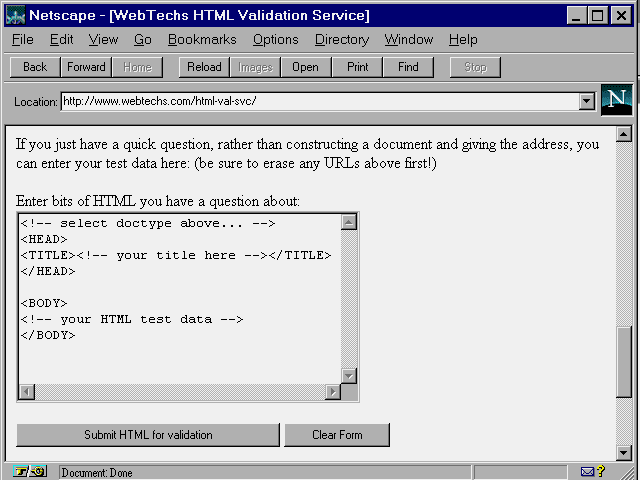 Netscape - [WebTechs HTML Validation Service]
File Edit View Go Bookmarks Options Directory Window Help
Back Forward Home Reload Images Open Print Find Stop
Location: http://www.webtechs.com/html-val-svc/
N
If you just have a quick question, rather than constructing a document and giving the address, you
can enter your test data here: (be sure to erase any URLs above first!)
Enter bits of HTML you have a question about:
<!-- select doctype above... -->
<HEAD>
<TITLE><!-- your title here --></TITLE>
</HEAD>
<BODY>
<!-- your HTML test data -->
</BODY>
Submit HTML for validation Clear Form
Document: Done ?